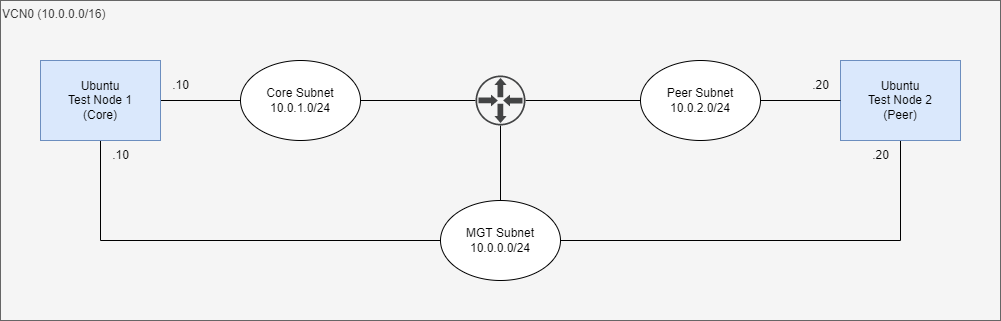 VCN0 (10.0.0.0/16)
Ubuntu
Test Node 1
(Core)
.10
Core Subnet
10.0.1.0/24
Peer Subnet
10.0.2.0/24
.20
Ubuntu
Test Node 2
(Peer)
.10
.20
MGT Subnet
10.0.0.0/24